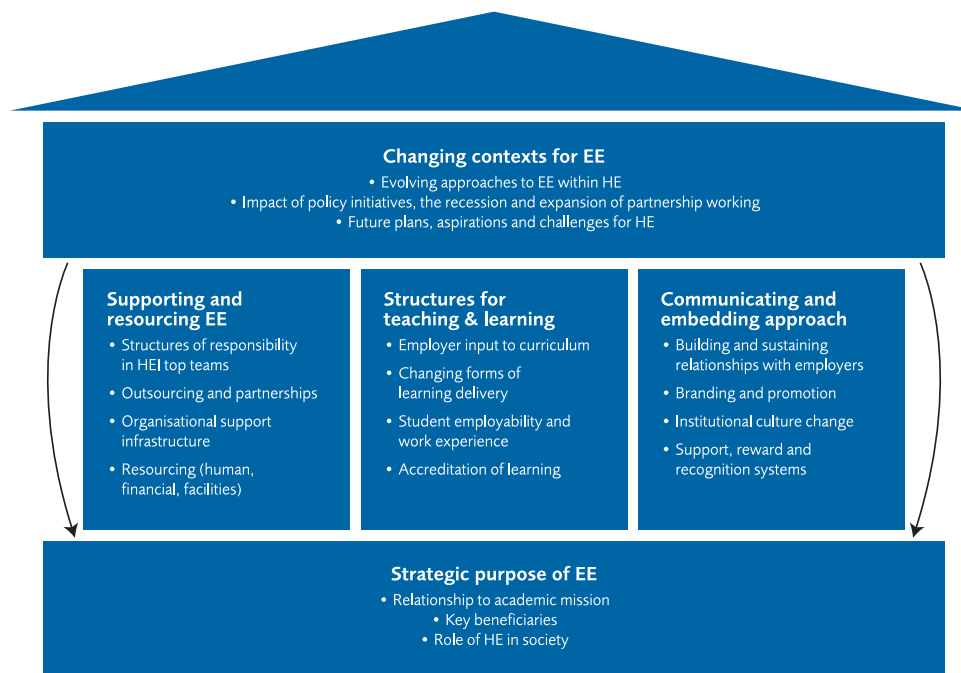 Changing contexts for EE
• Evolving approaches to EE within HE
• Impact of policy initiatives, the recession and expansion of partnership working
• Future plans, aspirations and challenges for HE
Supporting and
resourcing EE
• Structures of responsibility
in HEI top teams
• Outsourcing and partnerships
• Organisational support
infrastructure
• Resourcing (human,
financial, facilities)
Structures for
teaching & learning
• Employer input to curriculum
• Changing forms of
learning delivery
• Student employability and
work experience
• Accreditation of learning
Communicating and
embedding approach
• Building and sustaining
relationships with employers
• Branding and promotion
• Institutional culture change
• Support, reward and
recognition systems
Strategic purpose of EE
• Relationship to academic mission
• Key beneficiaries
• Role of HE in society